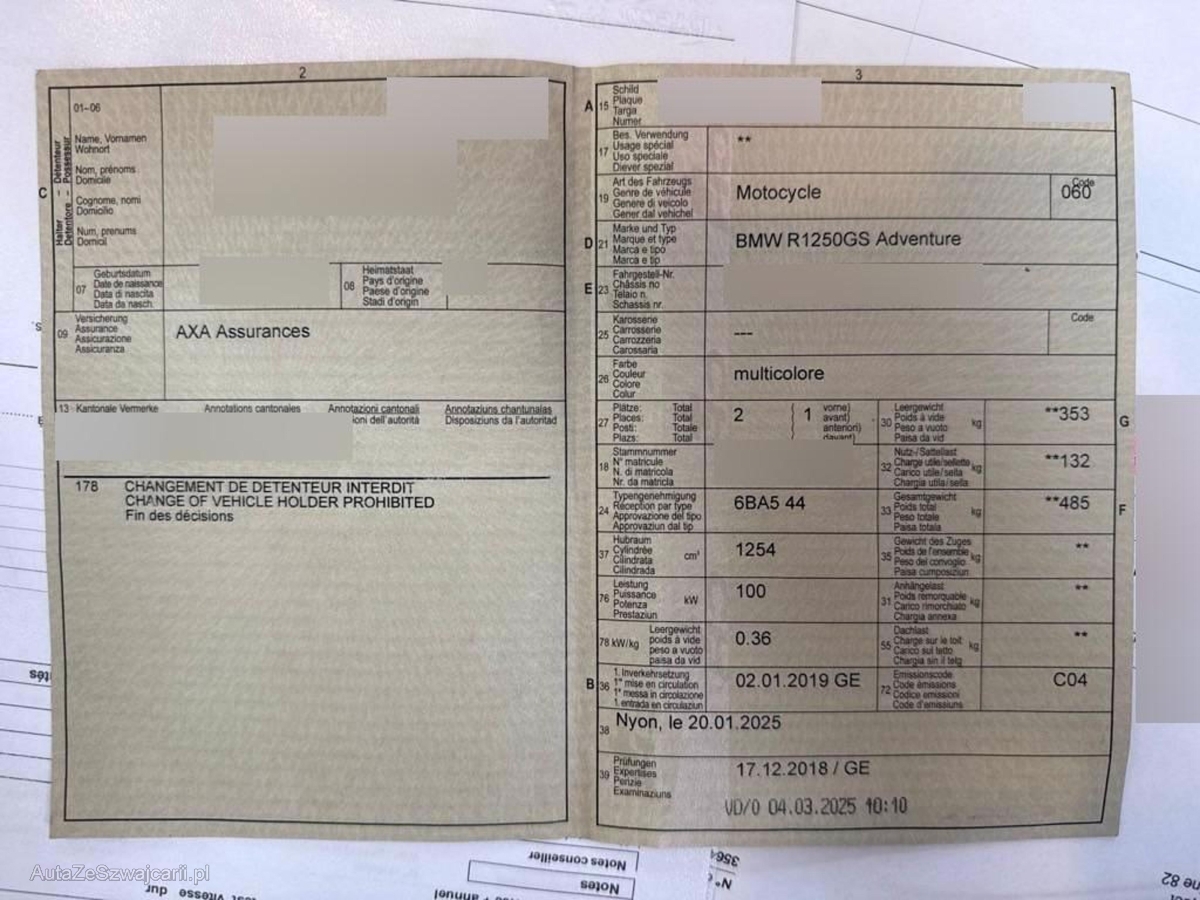 2
01-06
Halter – Détenteur
Detentore – Possessur
C
Name, Vornamen
Wohnort
Nom, prénoms
Domicile
Cognome, nomi
Domicilio
Num, prenums
Domicil
07
Geburtsdatum
Date de naissance
Data di nascita
Data da nasch.
08
Heimatstaat
Pays d'origine
Paese d'origine
Stadi d'origin
09
Versicherung
Assurance
Assicurazione
Assicuranza
AXA Assurances
13 Kantonale Vermerke
Annotations cantonales
Annotazioni cantonali
Annotaziuns chantunalas
Disposiziuns da l'autoritad
178 CHANGEMENT DE DETENTEUR INTERDIT
CHANGE OF VEHICLE HOLDER PROHIBITED
Fin des décisions
3
A 15
Schild
Plaque
Targa
Numer
17
Bes. Verwendung
Usage spécial
Uso speciale
Diever spezial
**
19
Art des Fahrzeugs
Genre de véhicule
Genere di veicolo
Gener dal vehichel
Motocycle
Code
060
D 21
Marke und Typ
Marque et type
Marca e tipo
Marca e tip
BMW R1250GS Adventure
E 23
Fahrgestell-Nr.
Châssis no
Telaio n.
Schassis nr.
25
Karosserie
Carrosserie
Carrozzeria
Carossaria
---
Code
26
Farbe
Couleur
Colore
Colur
multicolore
27
Plätze: Total
Places: Total
Posti: Totale
Plazs: Total
2
1
vorne)
avant)
anteriori)
davant)
30
Leergewicht
Poids à vide
Peso a vuoto
Paisa da vid
kg
**353
G
18
Stammnummer
N° matricule
N. di matricola
Nr. da matricla
32
Nutz-/Sattellast
Charge utile/sellette
Carico utile/sella
Chargia utila/sella
kg
**132
24
Typengenehmigung
Réception par type
Approvazione del tipo
Approvaziun dal tip
6BA5 44
33
Gesamtgewicht
Poids total
Peso totale
Paisa totala
kg
**485
F
37
Hubraum
Cylindrée
Cilindrata
Cilindrada
cm³
1254
35
Gewicht des Zuges
Poids de l'ensemble
Peso del convoglio
Paisa cumposiziun
kg
**
76
Leistung
Puissance
Potenza
Prestaziun
kW
100
31
Anhängelast
Poids remorquable
Carico rimorchiato
Chargia annexa
kg
**
78 kW/kg
Leergewicht
poids à vide
peso a vuoto
paisa da vid
0.36
55
Dachlast
Charge sur le toit
Carico sul tetto
Chargia sin il tetg
kg
**
B 36
1. Inverkehrsetzung
1re mise en circulation
1a messa in circolazione
1. entrada en circulaziun
02.01.2019 GE
72
Emissionscode
Code émissions
Codice emissioni
Code d'emissiuns
C04
38
Nyon, le 20.01.2025
39
Prüfungen
Expertises
Perizie
Examinaziuns
17.12.2018 / GE
VD/0 04.03.2025 10:10
AutaZeSzwajcarii.pl
Notes conseiller
Notes